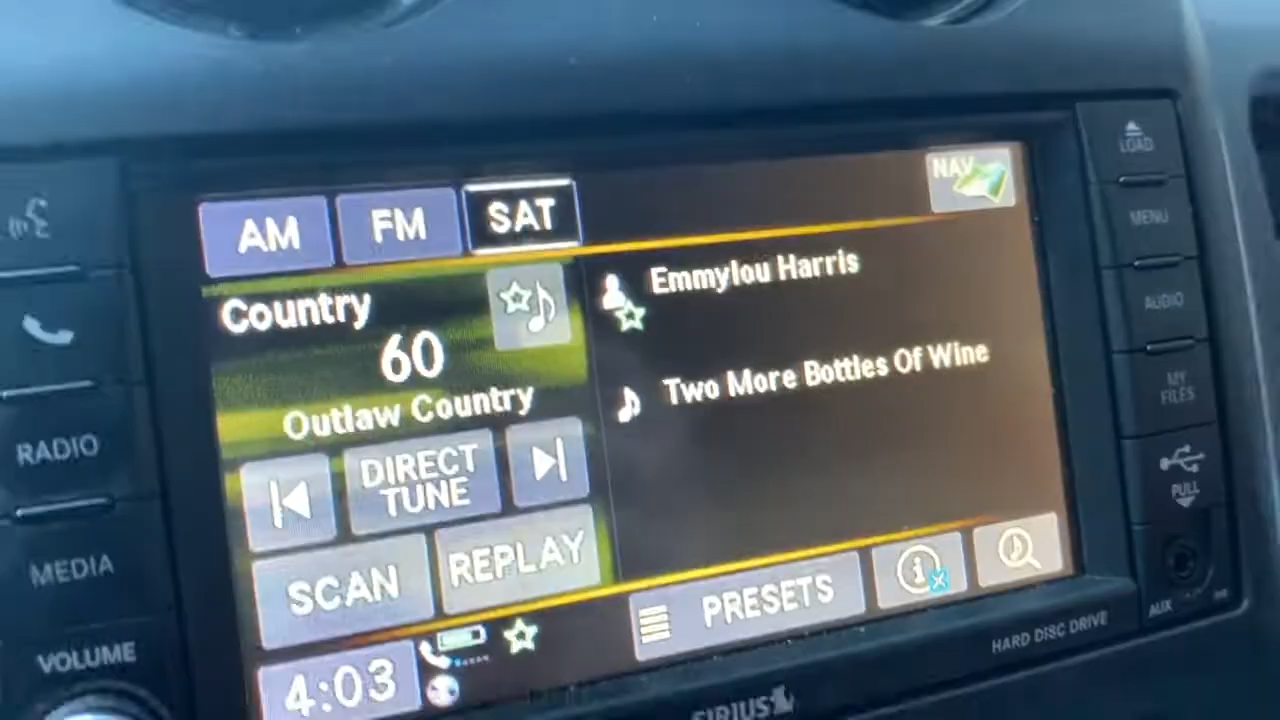 AM FM SAT NAV
LOAD
MENU
AUDIO
MY
FILES
PULL
AUX
Country
60
Outlaw Country
DIRECT
TUNE
SCAN
REPLAY
4:03
Emmylou Harris
Two More Bottles Of Wine
PRESETS
RADIO
MEDIA
VOLUME
HARD DISC DRIVE
SIRIUS